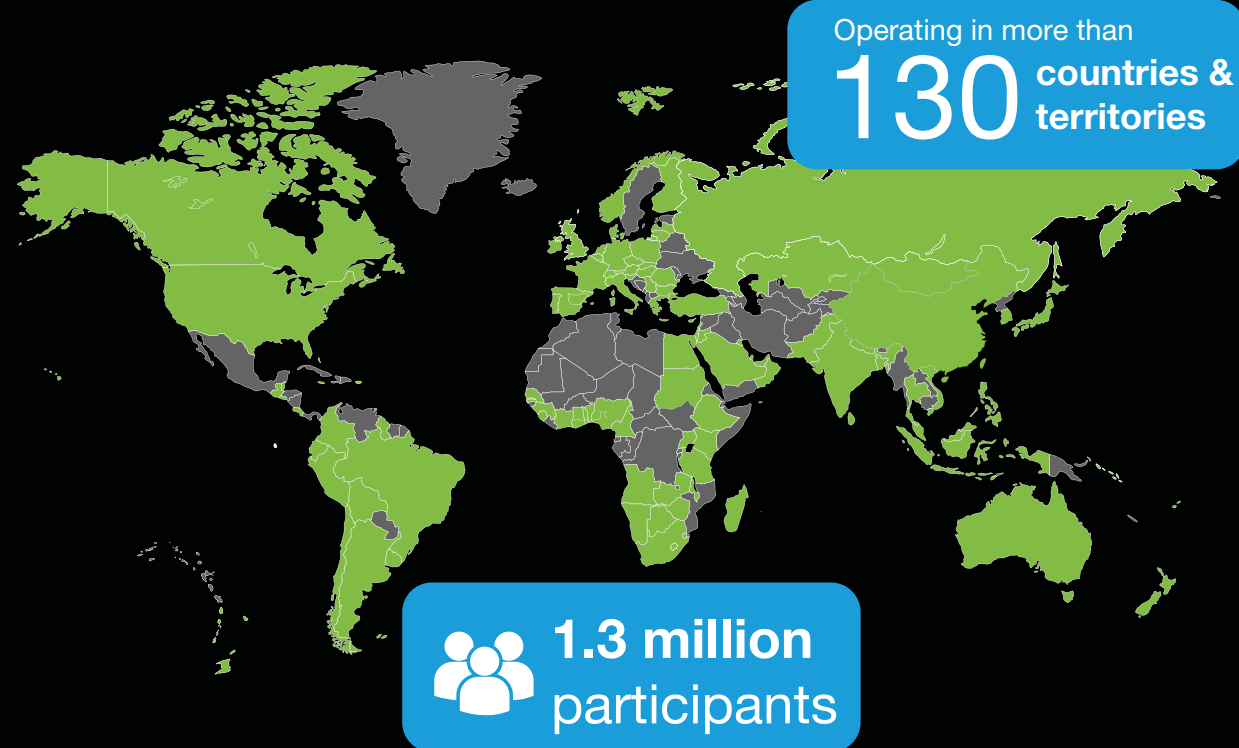 Operating in more than
130 countries &
territories
1.3 million
participants